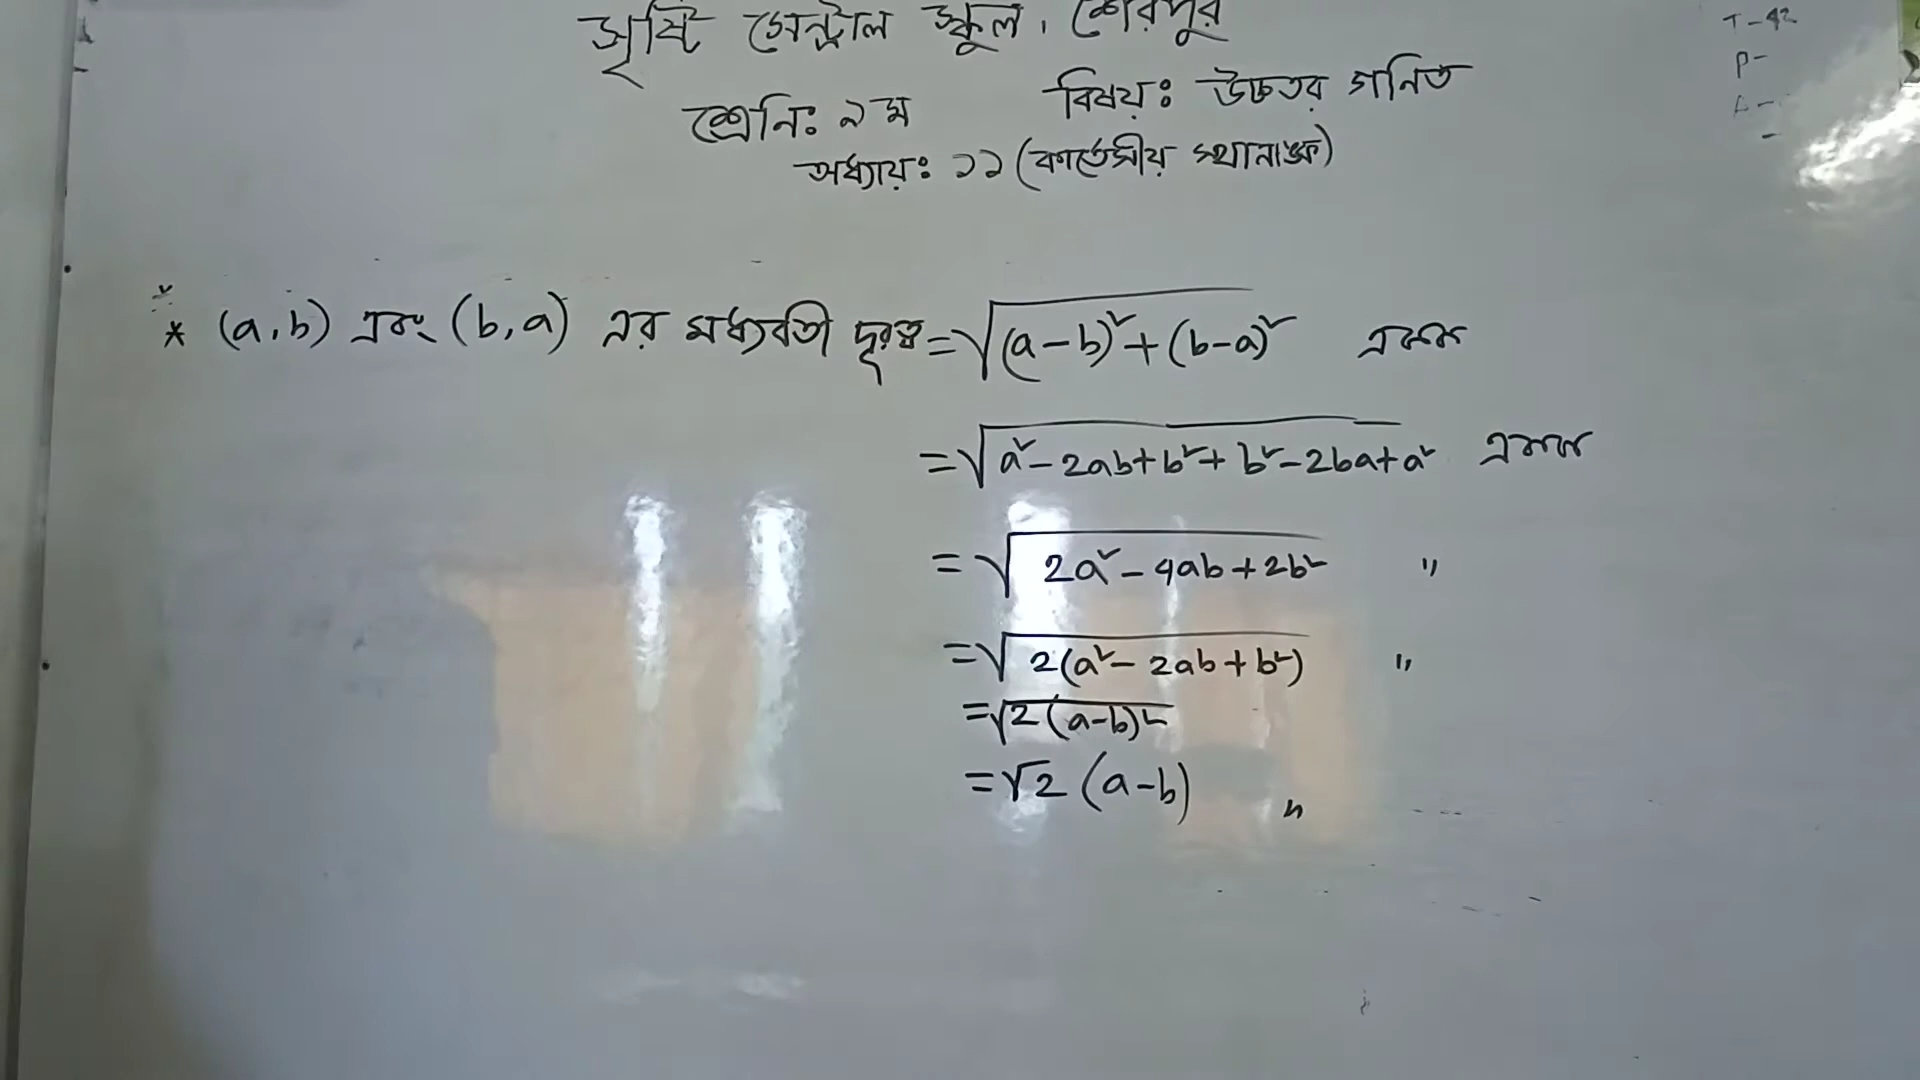 সৃষ্টি সেন্ট্রাল স্কুল, শেরপুর
শ্রেনিঃ ৯ম বিষয়ঃ উচ্চতর গনিত
অধ্যায়ঃ ১১ (কার্তেসীয় স্থানাঙ্ক)
T-42
P-
A-
* (a,b) এবং (b,a) এর মধ্যবর্তী দূরত্ব = √(a-b)²+(b-a)² একক
= √a²-2ab+b²+b²-2ba+a² একক
= √2a²-4ab+2b² "
= √2(a²-2ab+b²) "
= √2(a-b)²
= √2 (a-b) "